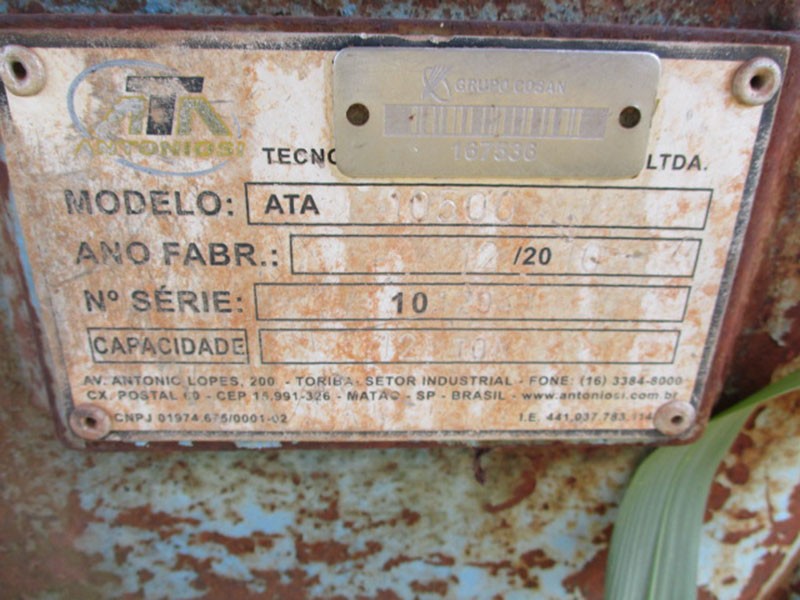 ATA
ANTONIOSI
GRUPO COSAN
167536
TECNO LTDA.
MODELO: ATA 10500
ANO FABR.: /20
Nº SÉRIE: 10
CAPACIDADE
AV. ANTONIO LOPES, 200 - TORIBA - SETOR INDUSTRIAL - FONE: (16) 3384-8000
CX. POSTAL - CEP 15.991-326 - MATÃO - SP - BRASIL - www.antoniosi.com.br
CNPJ 01974.675/0001-02 I.E. 441.037.783.114